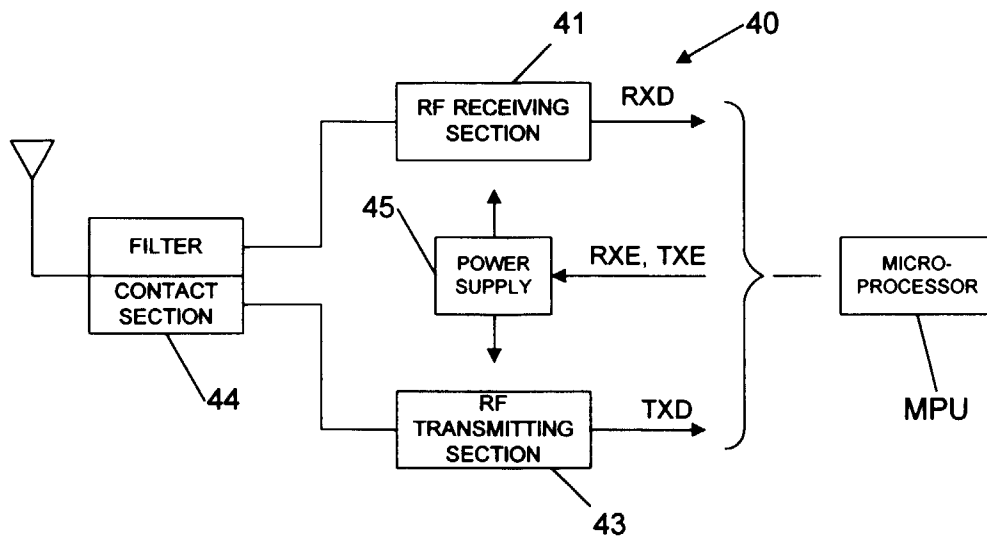 41
40
RF RECEIVING
SECTION
RXD
45
FILTER
CONTACT
SECTION
44
POWER
SUPPLY
RXE, TXE
MICRO-
PROCESSOR
MPU
RF
TRANSMITTING
SECTION
TXD
43